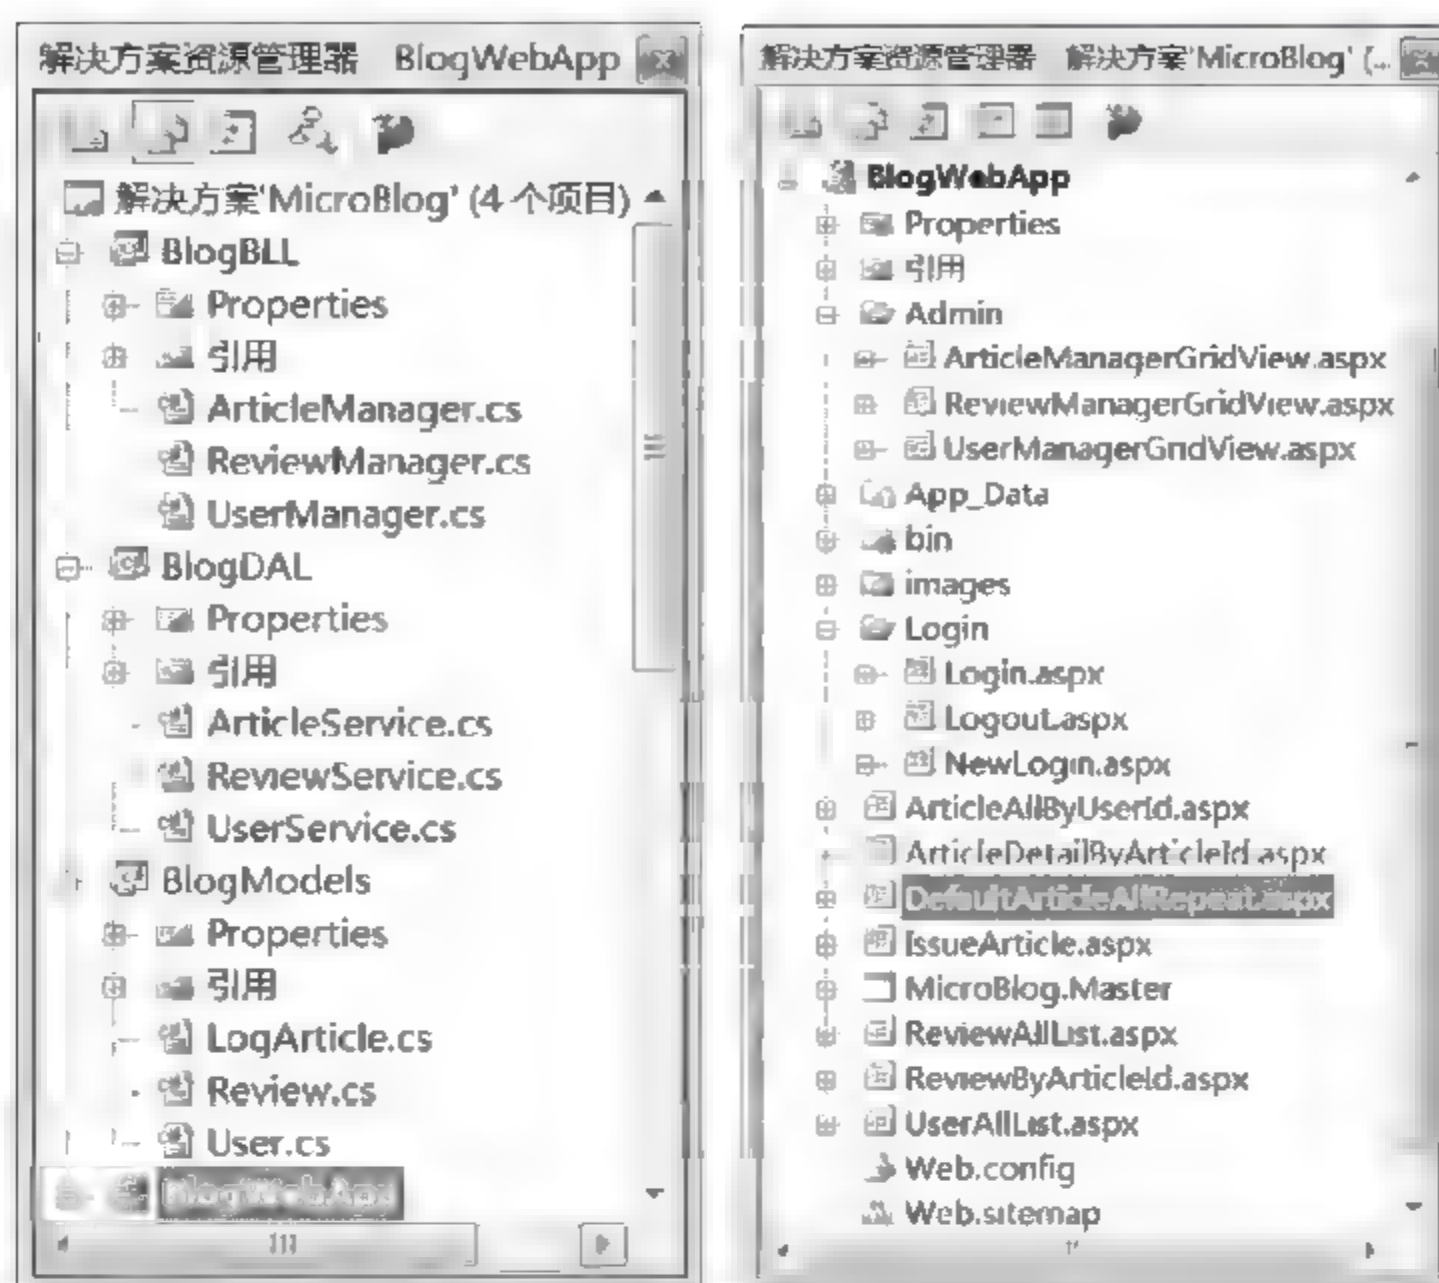 解决方案资源管理器 BlogWebApp
解决方案'MicroBlog' (4 个项目)
BlogBLL
Properties
引用
ArticleManager.cs
ReviewManager.cs
UserManager.cs
BlogDAL
Properties
引用
ArticleService.cs
ReviewService.cs
UserService.cs
BlogModels
Properties
引用
LogArticle.cs
Review.cs
User.cs
BlogWebApp
解决方案资源管理器 解决方案'MicroBlog' (...
BlogWebApp
Properties
引用
Admin
ArticleManagerGridView.aspx
ReviewManagerGridView.aspx
UserManagerGridView.aspx
App_Data
bin
images
Login
Login.aspx
Logout.aspx
NewLogin.aspx
ArticleAllByUserId.aspx
ArticleDetailByArticleId.aspx
DefaultArticleAllRepeat.aspx
IssueArticle.aspx
MicroBlog.Master
ReviewAllList.aspx
ReviewByArticleId.aspx
UserAllList.aspx
Web.config
Web.sitemap